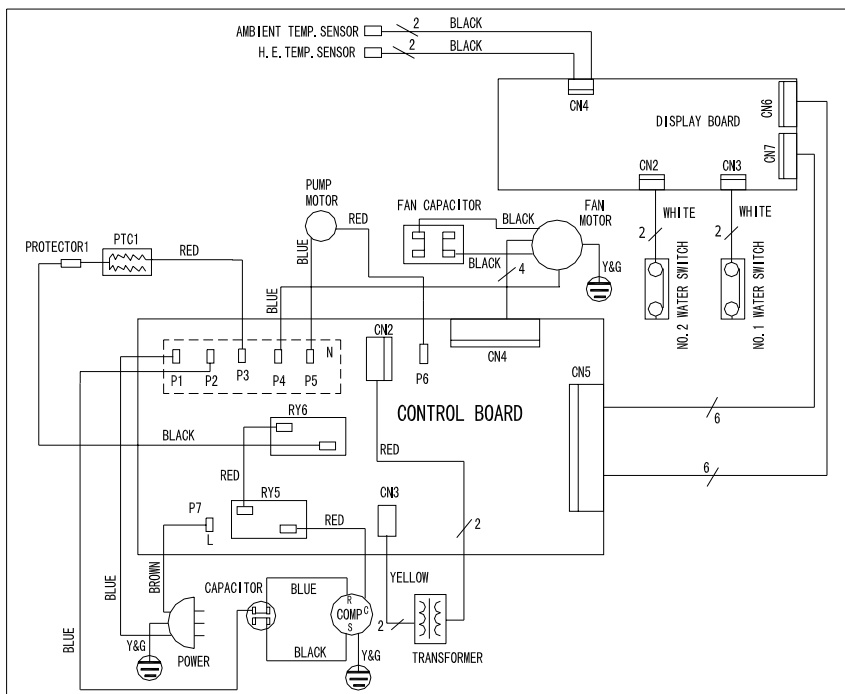 AMBIENT TEMP. SENSOR
2
BLACK
H. E. TEMP. SENSOR
2
BLACK
CN4
CN6
DISPLAY BOARD
CN7
CN2
CN3
PUMP
MOTOR
FAN CAPACITOR
BLACK
FAN
MOTOR
WHITE
WHITE
RED
PTC1
PROTECTOR1
RED
BLUE
BLACK
4
Y&G
2
2
NO. 2 WATER SWITCH
NO. 1 WATER SWITCH
BLUE
N
CN2
CN4
P1
P2
P3
P4
P5
P6
CN5
CONTROL BOARD
RY6
BLACK
RED
6
RED
6
RY5
CN3
P7
L
RED
2
BLUE
BROWN
CAPACITOR
BLUE
YELLOW
R
COMP
C
S
2
BLUE
Y&G
POWER
BLACK
Y&G
TRANSFORMER